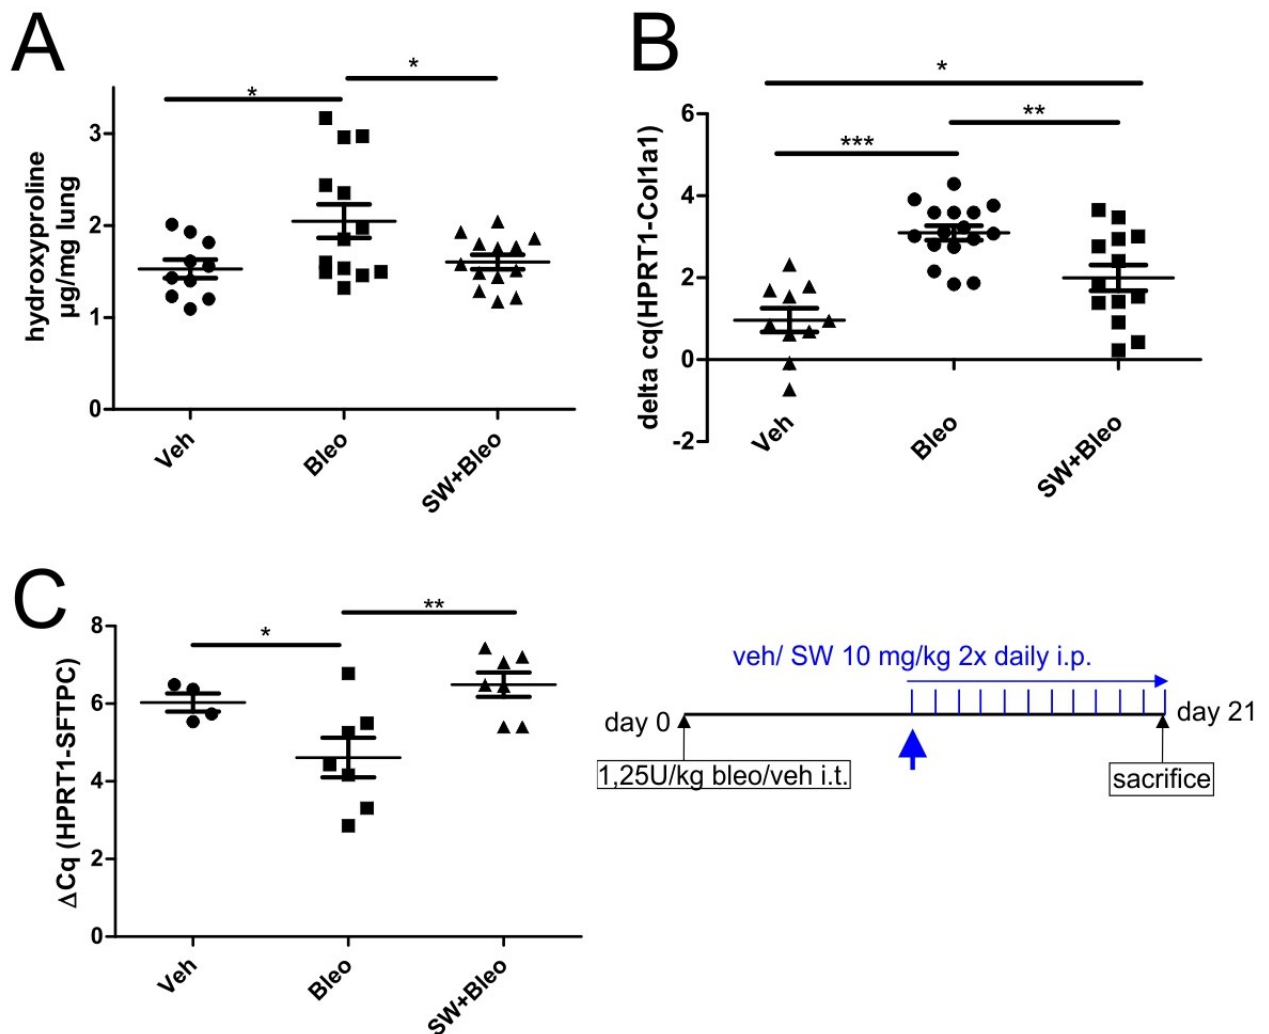 A
*
*
hydroxyproline
µg/mg lung
3
2
1
0
Veh
Bleo
SW+Bleo
B
*
**
***
delta cq(HPRT1-Col1a1)
6
4
2
0
-2
Veh
Bleo
SW+Bleo
C
**
*
ΔCq (HPRT1-SFTPC)
8
6
4
2
0
Veh
Bleo
SW+Bleo
veh/ SW 10 mg/kg 2x daily i.p.
day 0
day 21
1,25U/kg bleo/veh i.t.
sacrifice